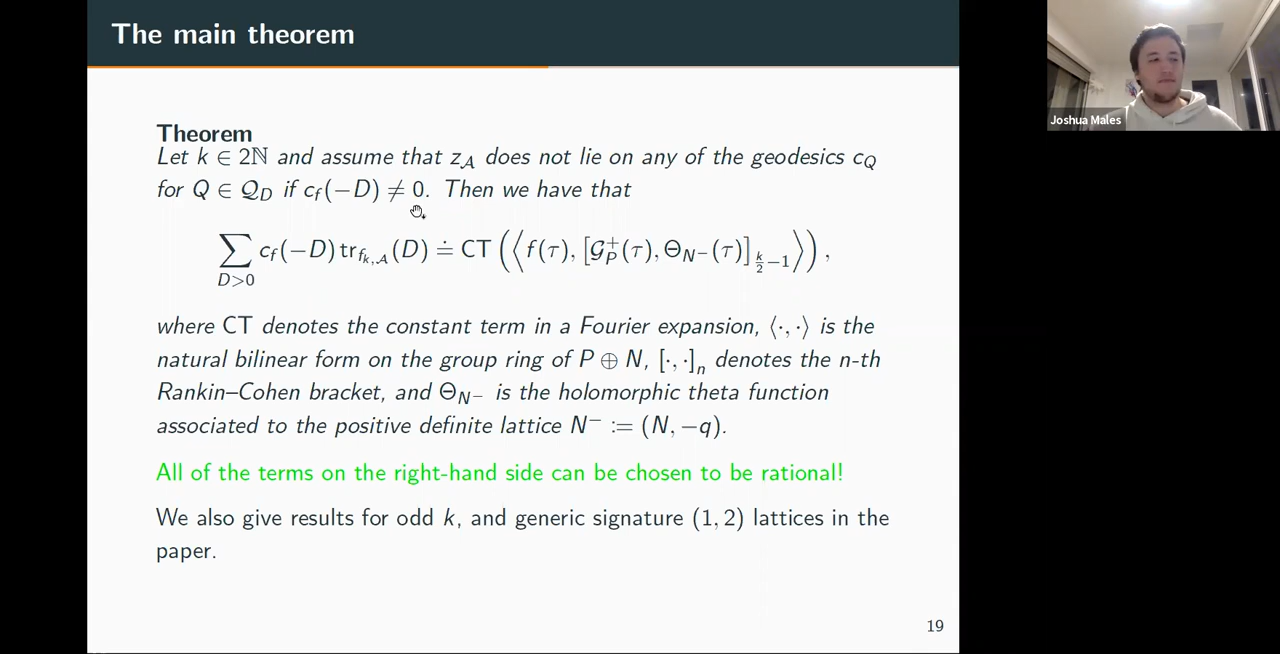 The main theorem
Joshua Males
Theorem
Let k ∈ 2ℕ and assume that z_𝒜 does not lie on any of the geodesics c_Q
for Q ∈ 𝒬_D if c_f(−D) ≠ 0. Then we have that
∑_{D>0} c_f(−D) tr_{f_{k,𝒜}}(D) ≐ CT (⟨f(τ), [𝒢_P^+(τ), Θ_{N^−}(τ)]_{k/2−1}⟩),
where CT denotes the constant term in a Fourier expansion, ⟨·,·⟩ is the
natural bilinear form on the group ring of P ⊕ N, [·,·]_n denotes the n-th
Rankin–Cohen bracket, and Θ_{N^−} is the holomorphic theta function
associated to the positive definite lattice N^− := (N, −q).
All of the terms on the right-hand side can be chosen to be rational!
We also give results for odd k, and generic signature (1, 2) lattices in the
paper.
19